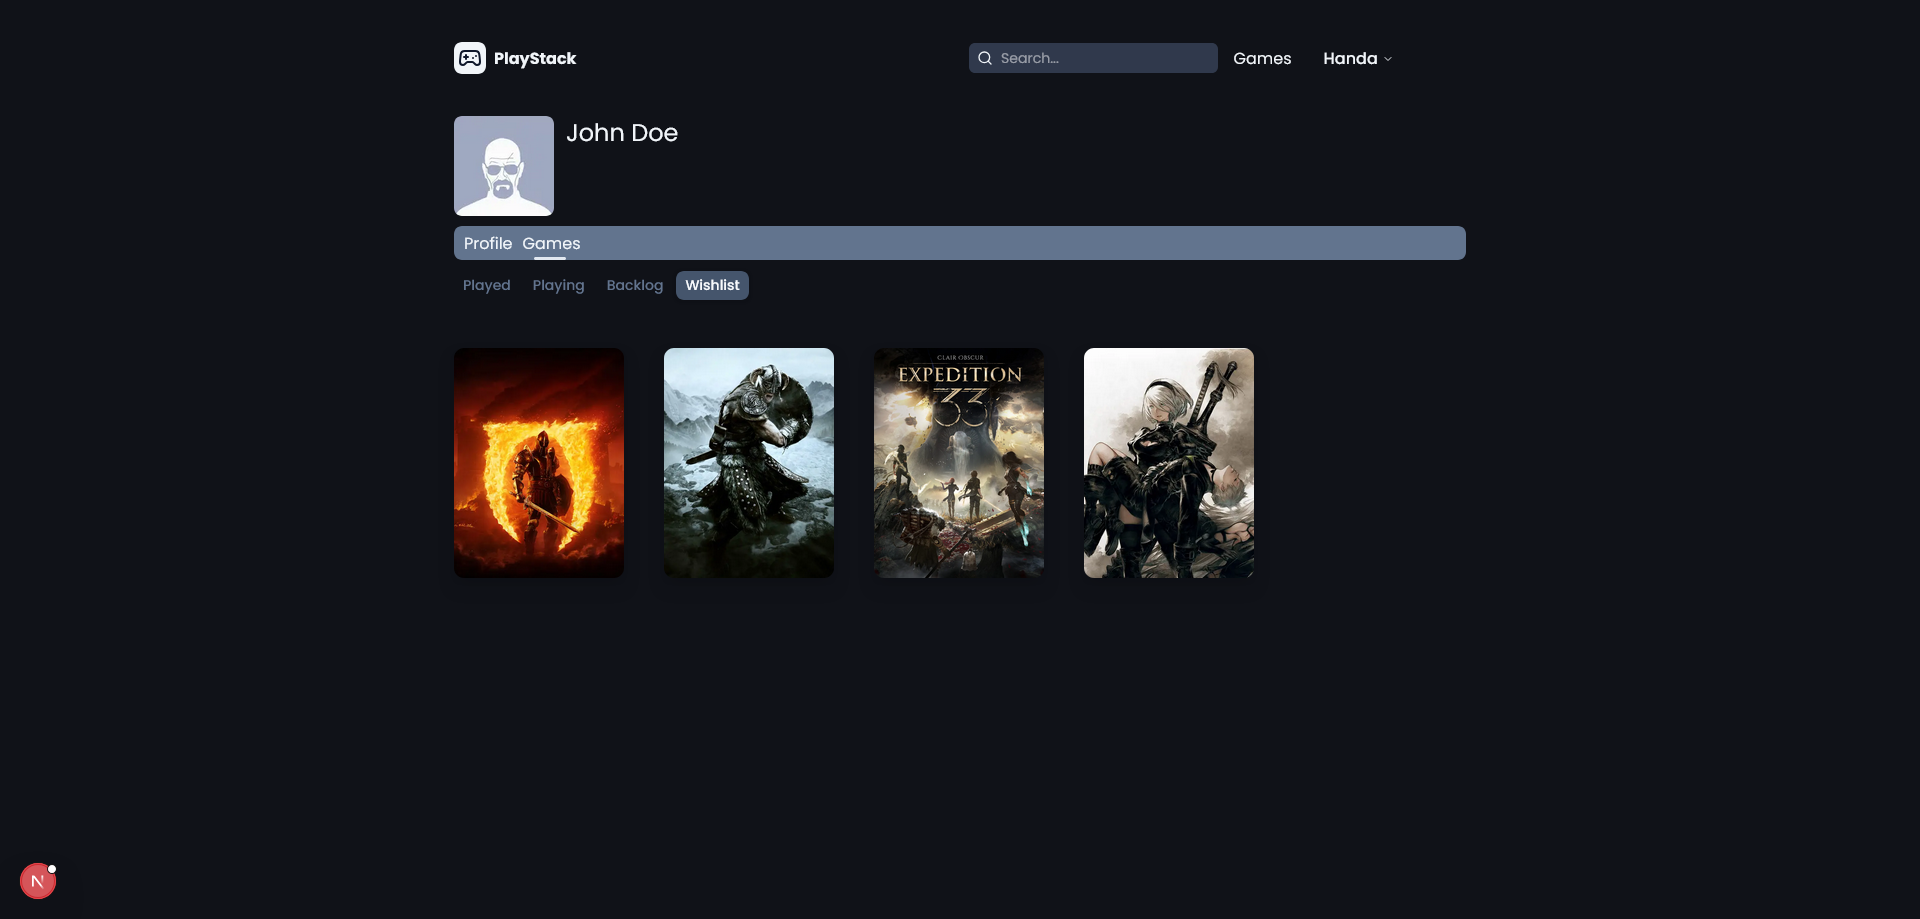 PlayStack
Search...
Games
Handa
John Doe
Profile Games
Played Playing Backlog Wishlist
CLAIR OBSCUR
EXPEDITION
33
N